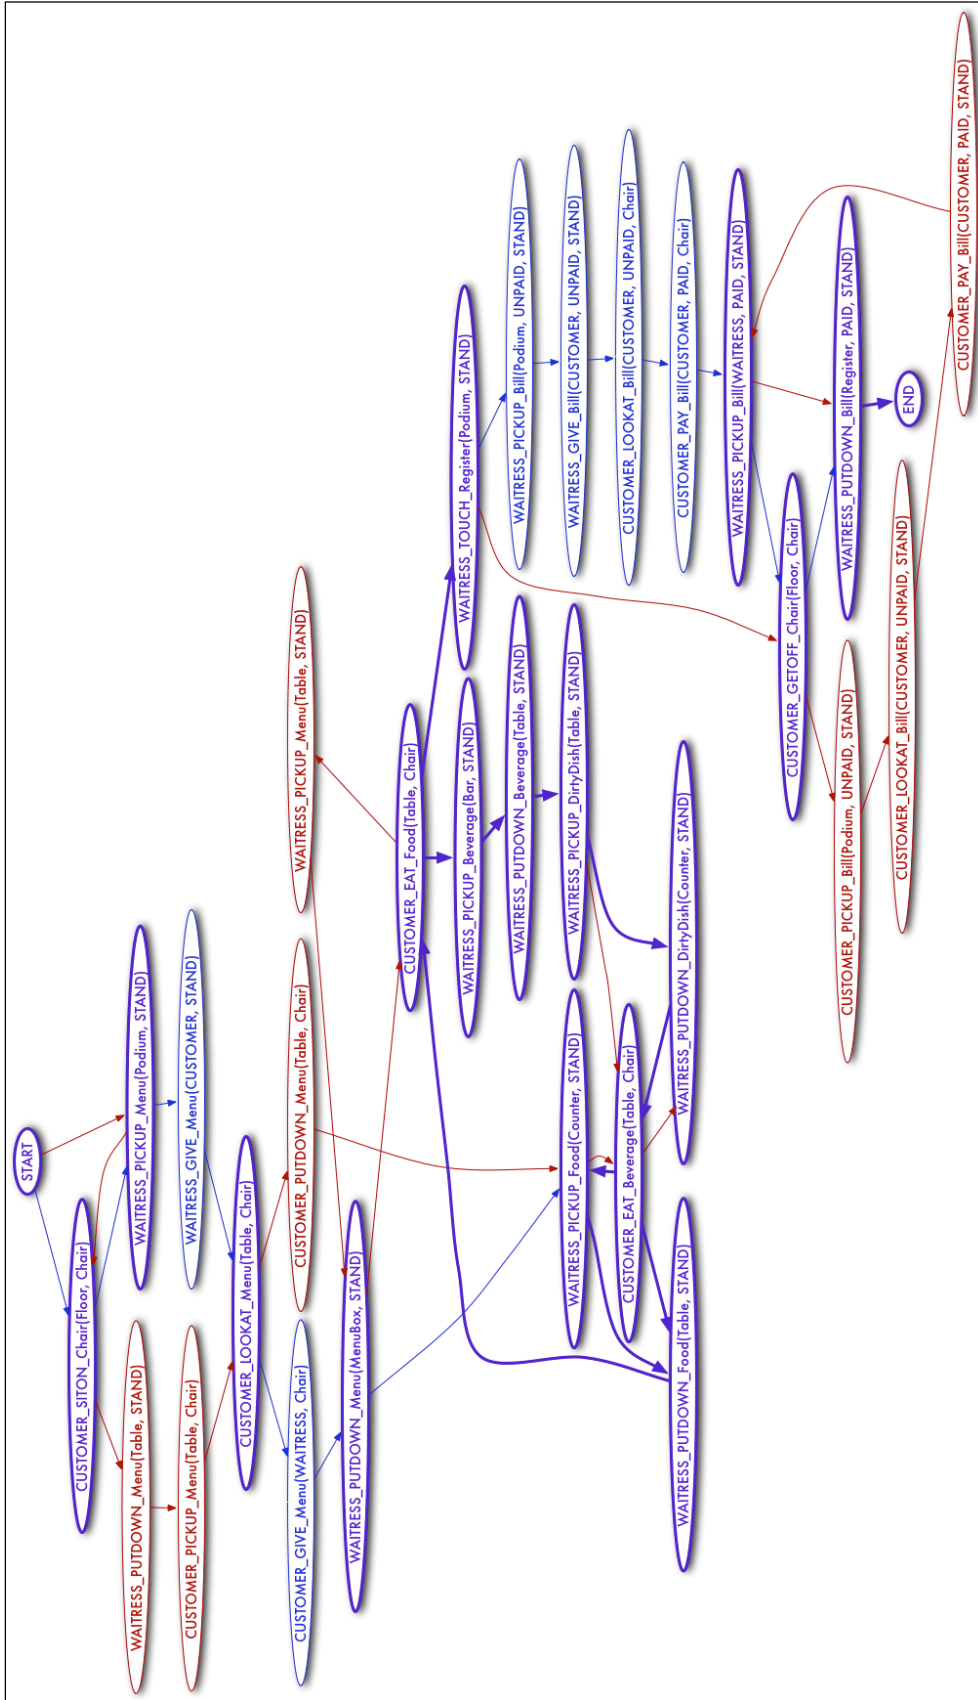 START
CUSTOMER_SITON_Chair(Floor, Chair)
WAITRESS_PICKUP_Menu(Podium, STAND)
WAITRESS_PUTDOWN_Menu(Table, STAND)
WAITRESS_GIVE_Menu(CUSTOMER, STAND)
CUSTOMER_PICKUP_Menu(Table, Chair)
CUSTOMER_LOOKAT_Menu(Table, Chair)
CUSTOMER_GIVE_Menu(WAITRESS, Chair)
CUSTOMER_PUTDOWN_Menu(Table, Chair)
WAITRESS_PICKUP_Menu(Table, STAND)
WAITRESS_PUTDOWN_Menu(MenuBox, STAND)
CUSTOMER_EAT_Food(Table, Chair)
WAITRESS_TOUCH_Register(Podium, STAND)
WAITRESS_PICKUP_Beverage(Bar, STAND)
WAITRESS_PUTDOWN_Beverage(Table, STAND)
WAITRESS_PICKUP_Bill(Podium, UNPAID, STAND)
WAITRESS_PICKUP_Food(Counter, STAND)
WAITRESS_PICKUP_DirtyDish(Table, STAND)
WAITRESS_GIVE_Bill(CUSTOMER, UNPAID, STAND)
CUSTOMER_EAT_Beverage(Table, Chair)
CUSTOMER_LOOKAT_Bill(CUSTOMER, UNPAID, Chair)
WAITRESS_PUTDOWN_Food(Table, STAND)
WAITRESS_PUTDOWN_DirtyDish(Counter, STAND)
CUSTOMER_PAY_Bill(CUSTOMER, PAID, Chair)
WAITRESS_PICKUP_Bill(WAITRESS, PAID, STAND)
CUSTOMER_GETOFF_Chair(Floor, Chair)
CUSTOMER_PICKUP_Bill(Podium, UNPAID, STAND)
WAITRESS_PUTDOWN_Bill(Register, PAID, STAND)
CUSTOMER_LOOKAT_Bill(CUSTOMER, UNPAID, STAND)
END
CUSTOMER_PAY_Bill(CUSTOMER, PAID, STAND)